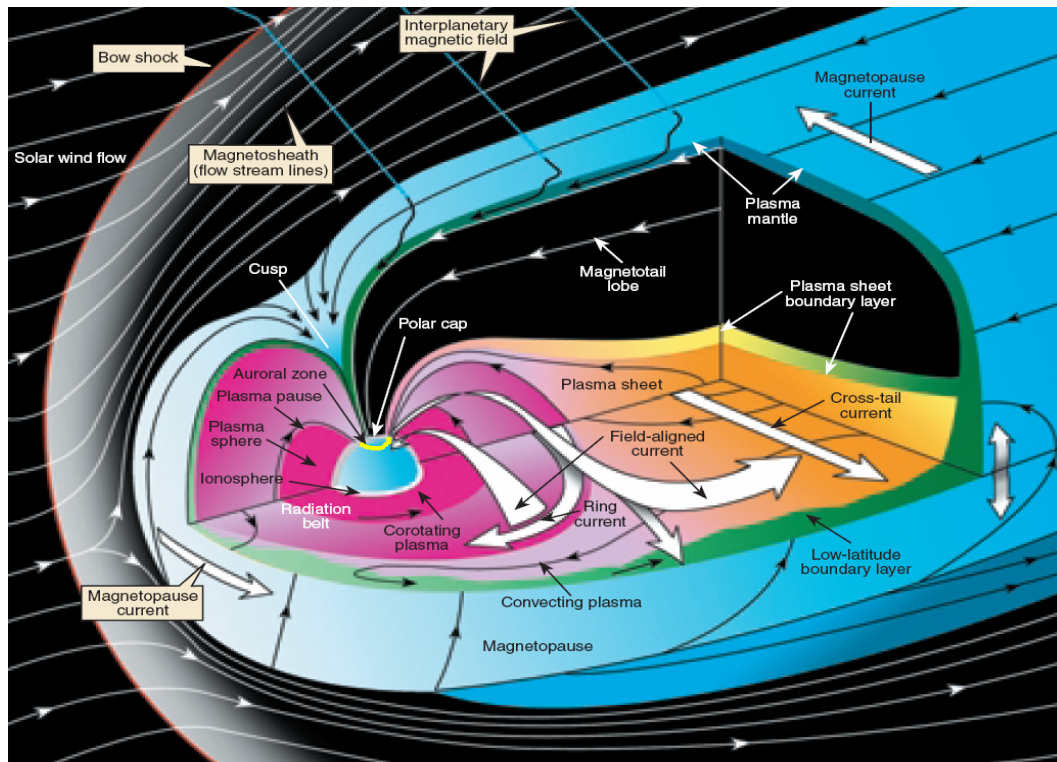 Interplanetary
magnetic field
Bow shock
Magnetopause
current
Solar wind flow
Magnetosheath
(flow stream lines)
Plasma
mantle
Cusp
Magnetotail
lobe
Plasma sheet
boundary layer
Polar cap
Auroral zone
Plasma pause
Plasma
sphere
Ionosphere
Radiation
belt
Corotating
plasma
Plasma sheet
Cross-tail
current
Field-aligned
current
Ring
current
Low-latitude
boundary layer
Magnetopause
current
Convecting plasma
Magnetopause